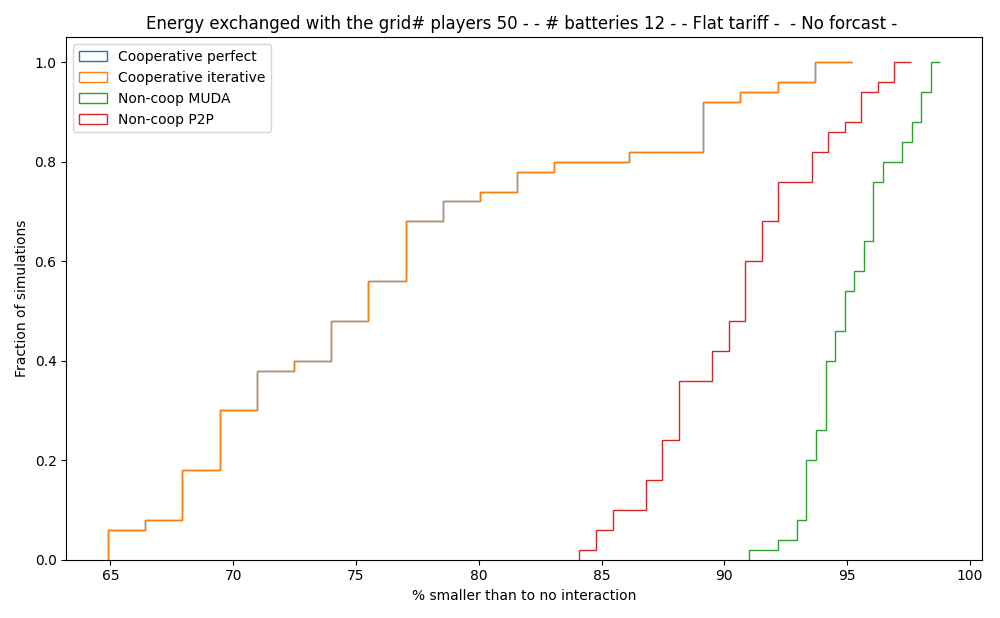 Energy exchanged with the grid# players 50 - - # batteries 12 - - Flat tariff -  - No forcast -
Cooperative perfect
Cooperative iterative
Non-coop MUDA
Non-coop P2P
Fraction of simulations
1.0
0.8
0.6
0.4
0.2
0.0
65 70 75 80 85 90 95 100
% smaller than to no interaction